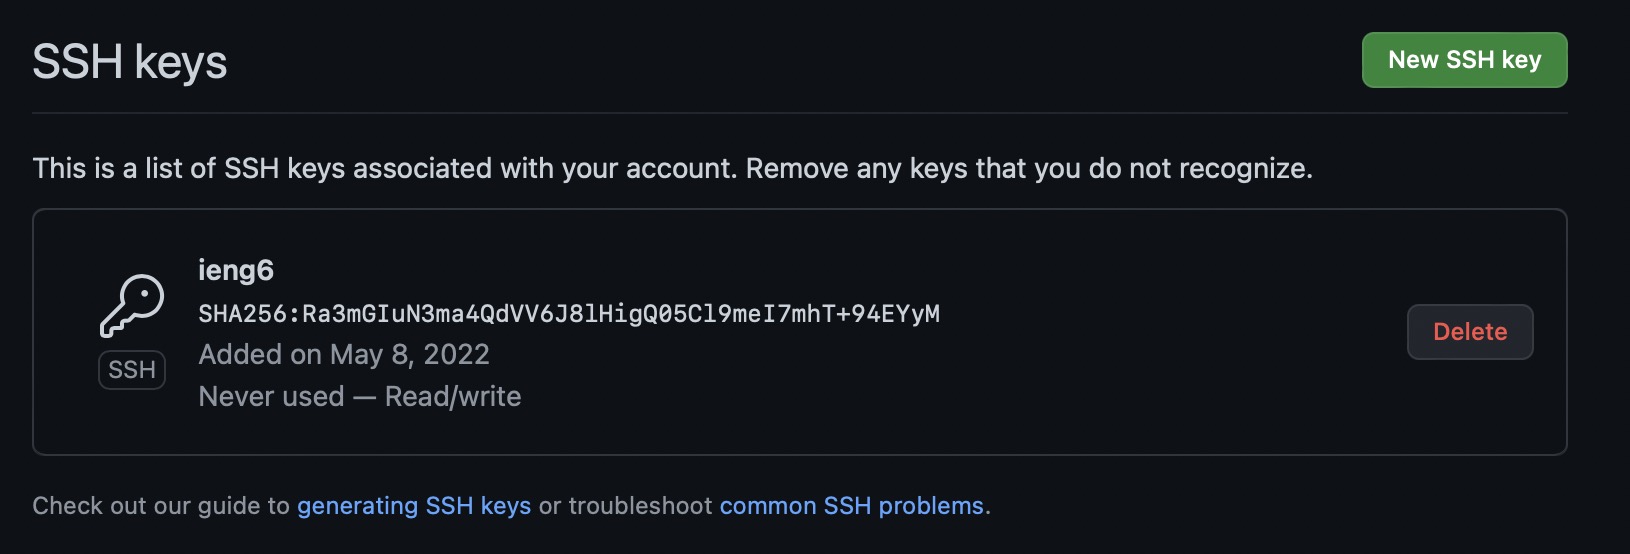 SSH keys
New SSH key
This is a list of SSH keys associated with your account. Remove any keys that you do not recognize.
ieng6
SHA256:Ra3mGIuN3ma4QdVV6J8lHigQ05Cl9meI7mhT+94EYyM
Added on May 8, 2022
Never used — Read/write
SSH
Delete
Check out our guide to generating SSH keys or troubleshoot common SSH problems.